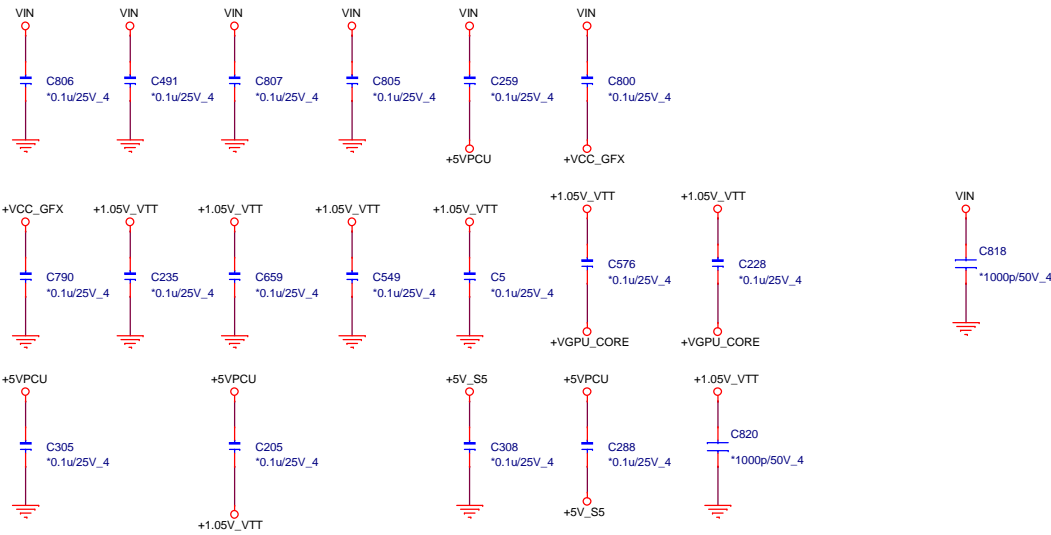 VIN VIN VIN VIN VIN VIN
C806 C491 C807 C805 C259 C800
*0.1u/25V_4 *0.1u/25V_4 *0.1u/25V_4 *0.1u/25V_4 *0.1u/25V_4 *0.1u/25V_4
+5VPCU +VCC_GFX
+VCC_GFX +1.05V_VTT +1.05V_VTT +1.05V_VTT +1.05V_VTT +1.05V_VTT +1.05V_VTT VIN
C790 C235 C659 C549 C5 C576 C228 C818
*0.1u/25V_4 *0.1u/25V_4 *0.1u/25V_4 *0.1u/25V_4 *0.1u/25V_4 *0.1u/25V_4 *0.1u/25V_4 *1000p/50V_4
+VGPU_CORE +VGPU_CORE
+5VPCU +5VPCU +5V_S5 +5VPCU +1.05V_VTT
C305 C205 C308 C288 C820
*0.1u/25V_4 *0.1u/25V_4 *0.1u/25V_4 *0.1u/25V_4 *1000p/50V_4
+1.05V_VTT +5V_S5